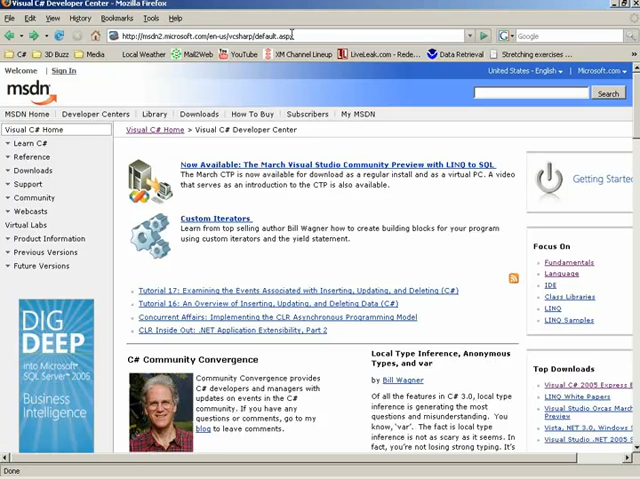 Visual C# Developer Center - Mozilla Firefox
File Edit View History Bookmarks Tools Help
http://msdn2.microsoft.com/en-us/vcsharp/default.asp
Google
C# 3D Buzz Media Local Weather Mail2Web YouTube XM Channel Lineup LiveLeak.com - Rede... Data Retrieval Stretching exercises ...
Welcome Sign In
United States - English Microsoft.com
msdn
Search
MSDN Home Developer Centers Library Downloads How To Buy Subscribers My MSDN
Visual C# Home
Learn C#
Reference
Downloads
Support
Community
Webcasts
Virtual Labs
Product Information
Previous Versions
Future Versions
DIG
DEEP
into Microsoft
SQL Server 2005
Business
Intelligence
Visual C# Home > Visual C# Developer Center
Now Available: The March Visual Studio Community Preview with LINQ to SQL
The March CTP is now available for download as a regular install and as a virtual PC. A video
that serves as an introduction to the CTP is also available.
Custom Iterators
Learn from top selling author Bill Wagner how to create building blocks for your program
using custom iterators and the yield statement.
Tutorial 17: Examining the Events Associated with Inserting, Updating, and Deleting (C#)
Tutorial 16: An Overview of Inserting, Updating, and Deleting Data (C#)
Concurrent Affairs: Implementing the CLR Asynchronous Programming Model
CLR Inside Out: .NET Application Extensibility, Part 2
C# Community Convergence
Community Convergence provides
C# developers and managers with
updates on events in the C#
community. If you have any
questions or comments, go to my
blog to leave comments.
Local Type Inference, Anonymous
Types, and var
by Bill Wagner
Of all the features in C# 3.0, local type
inference is generating the most
questions and misunderstanding. You
know, 'var'. The fact is local type
inference is not as scary as it seems. In
fact, you're not losing strong typing. It's
Getting Starte
Focus On
Fundamentals
Language
IDE
Class Libraries
LINQ
LINQ Samples
Top Downloads
Visual C# 2005 Express E
LINQ White Papers
Visual Studio Orcas March
Preview
Vista, .NET 3.0, Windows
Visual Studio .NET 2005
Done